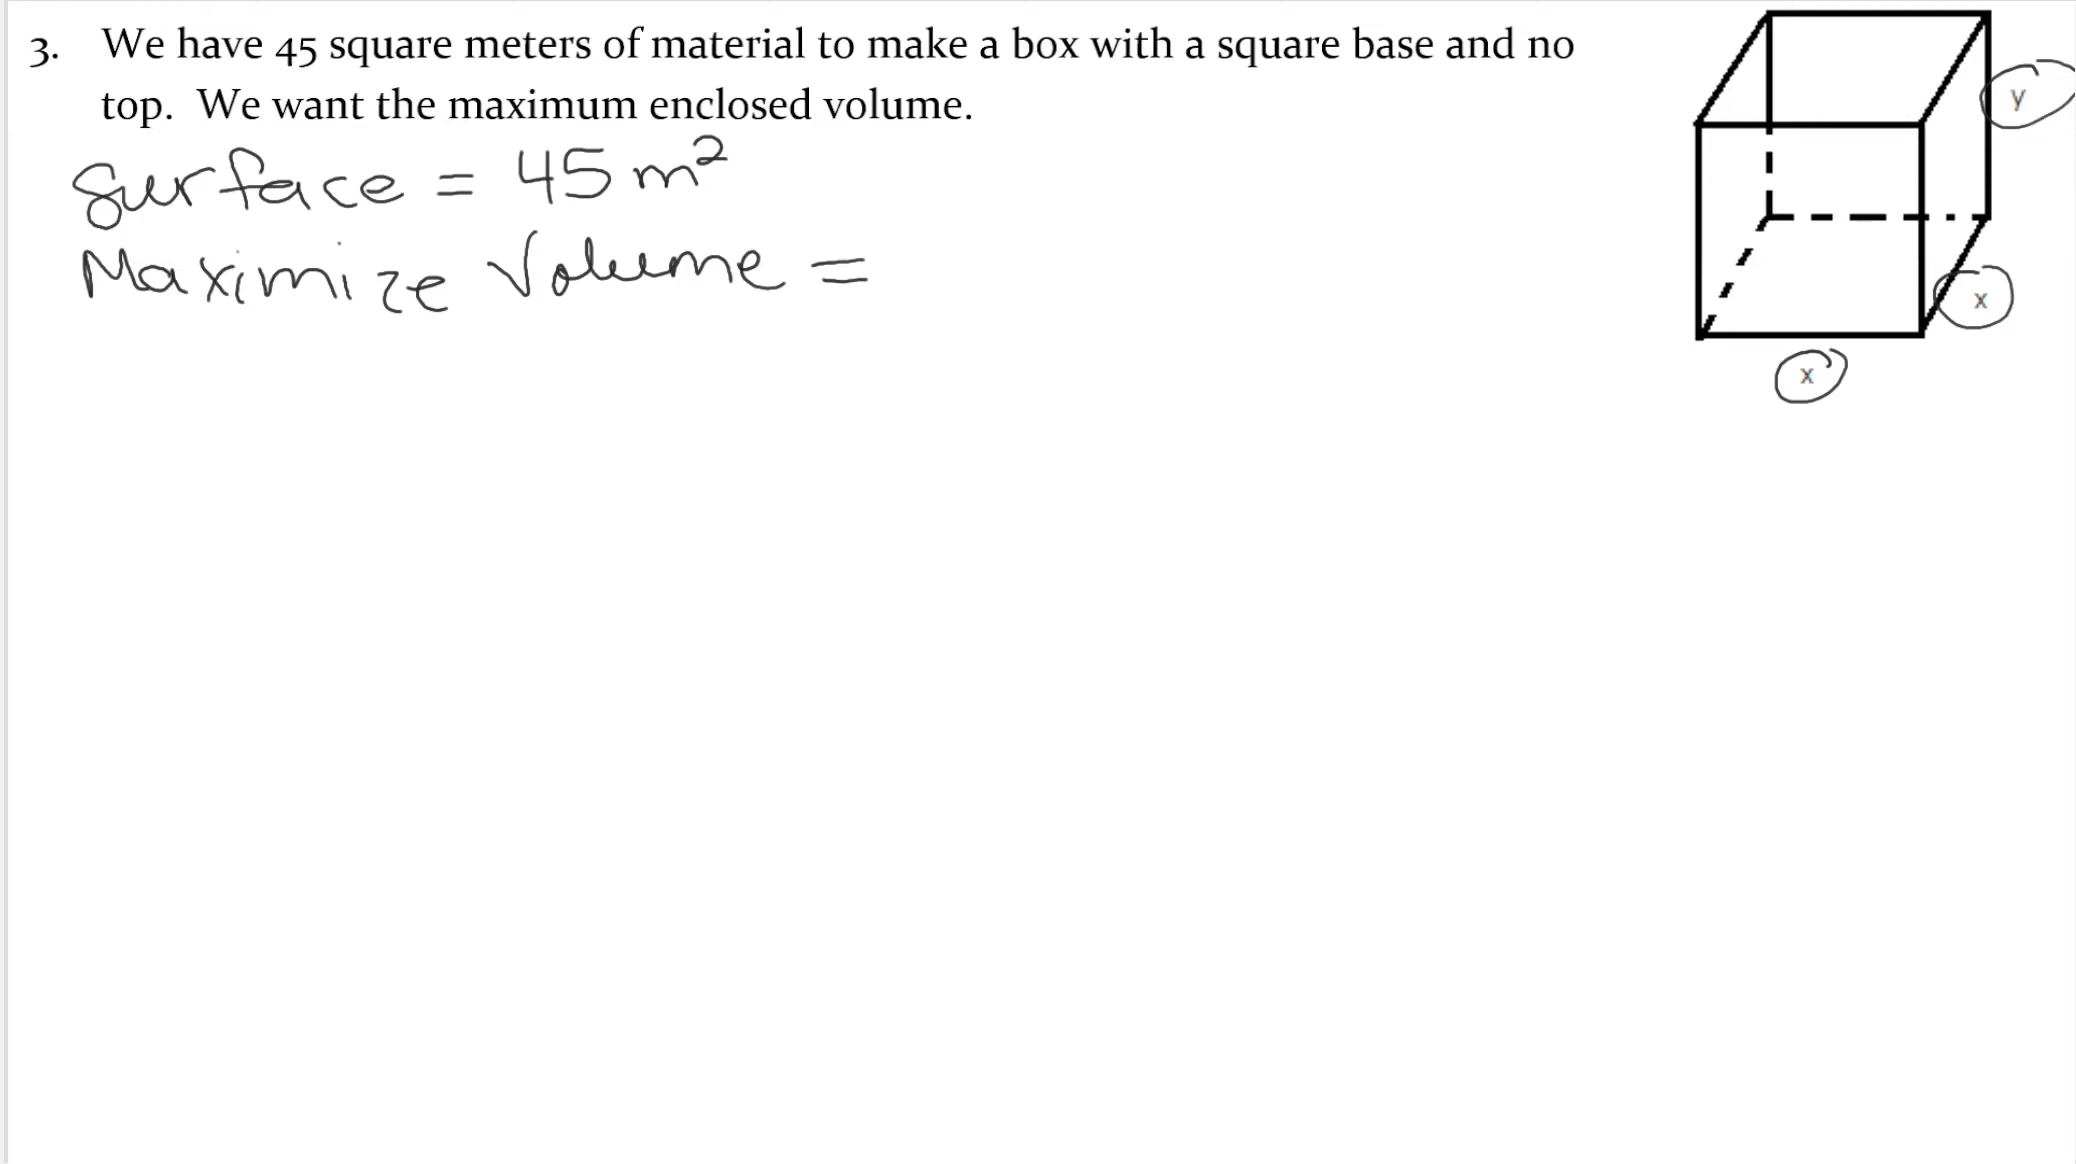 3. We have 45 square meters of material to make a box with a square base and no
top. We want the maximum enclosed volume.
Surface = 45 m²
Maximize Volume =
y
x
x